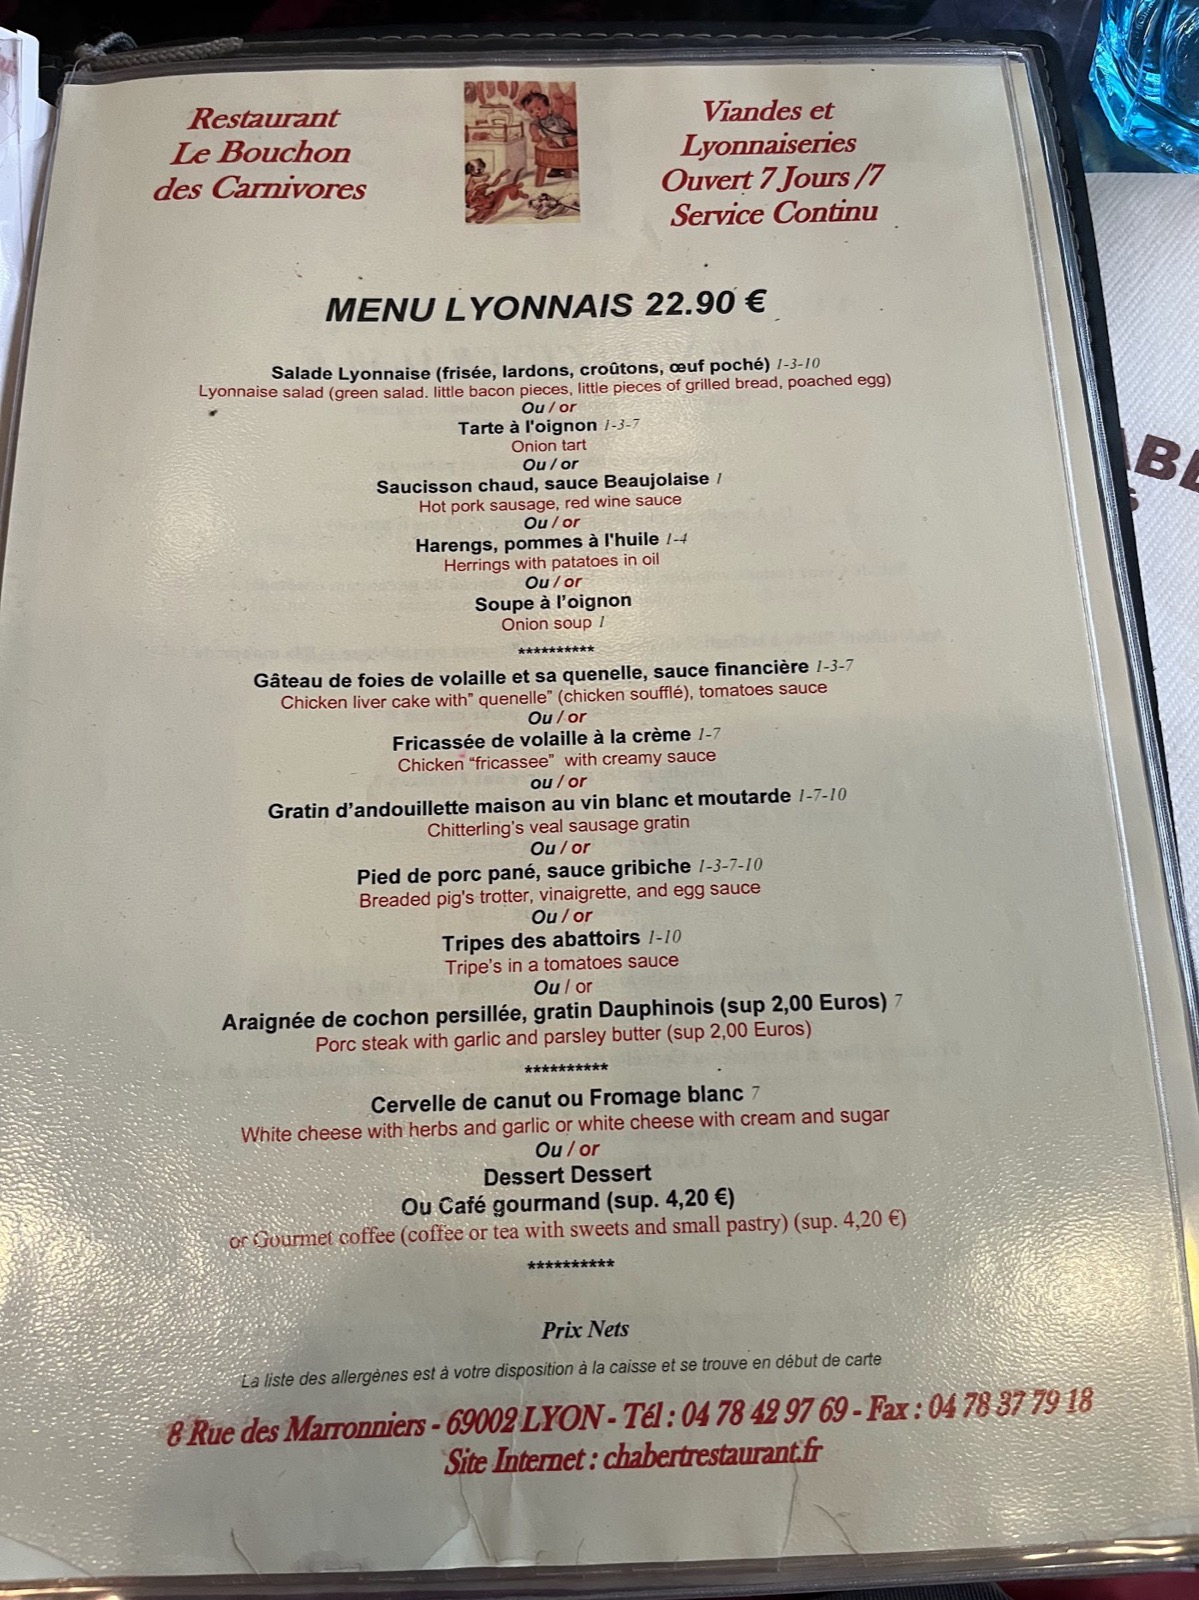 Restaurant
Le Bouchon
des Carnivores
Viandes et
Lyonnaiseries
Ouvert 7 Jours /7
Service Continu
MENU LYONNAIS 22.90 €
Salade Lyonnaise (frisée, lardons, croûtons, œuf poché) 1-3-10
Lyonnaise salad (green salad. little bacon pieces, little pieces of grilled bread, poached egg)
Ou / or
Tarte à l'oignon 1-3-7
Onion tart
Ou / or
Saucisson chaud, sauce Beaujolaise 1
Hot pork sausage, red wine sauce
Ou / or
Harengs, pommes à l'huile 1-4
Herrings with patatoes in oil
Ou / or
Soupe à l’oignon
Onion soup 1
**********
Gâteau de foies de volaille et sa quenelle, sauce financière 1-3-7
Chicken liver cake with” quenelle” (chicken soufflé), tomatoes sauce
Ou / or
Fricassée de volaille à la crème 1-7
Chicken “fricassee” with creamy sauce
ou / or
Gratin d’andouillette maison au vin blanc et moutarde 1-7-10
Chitterling’s veal sausage gratin
Ou / or
Pied de porc pané, sauce gribiche 1-3-7-10
Breaded pig's trotter, vinaigrette, and egg sauce
Ou / or
Tripes des abattoirs 1-10
Tripe’s in a tomatoes sauce
Ou / or
Araignée de cochon persillée, gratin Dauphinois (sup 2,00 Euros) 7
Porc steak with garlic and parsley butter (sup 2,00 Euros)
**********
Cervelle de canut ou Fromage blanc 7
White cheese with herbs and garlic or white cheese with cream and sugar
Ou / or
Dessert Dessert
Ou Café gourmand (sup. 4,20 €)
or Gourmet coffee (coffee or tea with sweets and small pastry) (sup. 4,20 €)
**********
Prix Nets
La liste des allergènes est à votre disposition à la caisse et se trouve en début de carte
8 Rue des Marronniers - 69002 LYON - Tél : 04 78 42 97 69 - Fax : 04 78 37 79 18
Site Internet : chabertrestaurant.fr